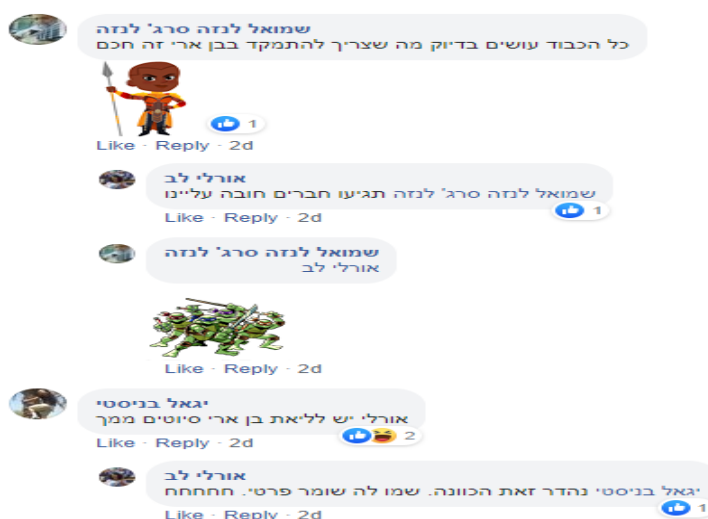 שמואל לנזה סרג' לנזה
כל הכבוד עושים בדיוק מה שצריך להתמקד בבן ארי זה חכם
1
Like · Reply · 2d
אורלי לב
שמואל לנזה סרג' לנזה תגיעו חברים חובה עליינו
1
Like · Reply · 2d
שמואל לנזה סרג' לנזה
אורלי לב
Like · Reply · 2d
יגאל בניסטי
אורלי יש לליאת בן ארי סיוטים ממך
2
Like · Reply · 2d
אורלי לב
יגאל בניסטי נהדר זאת הכוונה. שמו לה שומר פרטי. חחחחחח
1
Like · Reply · 2d